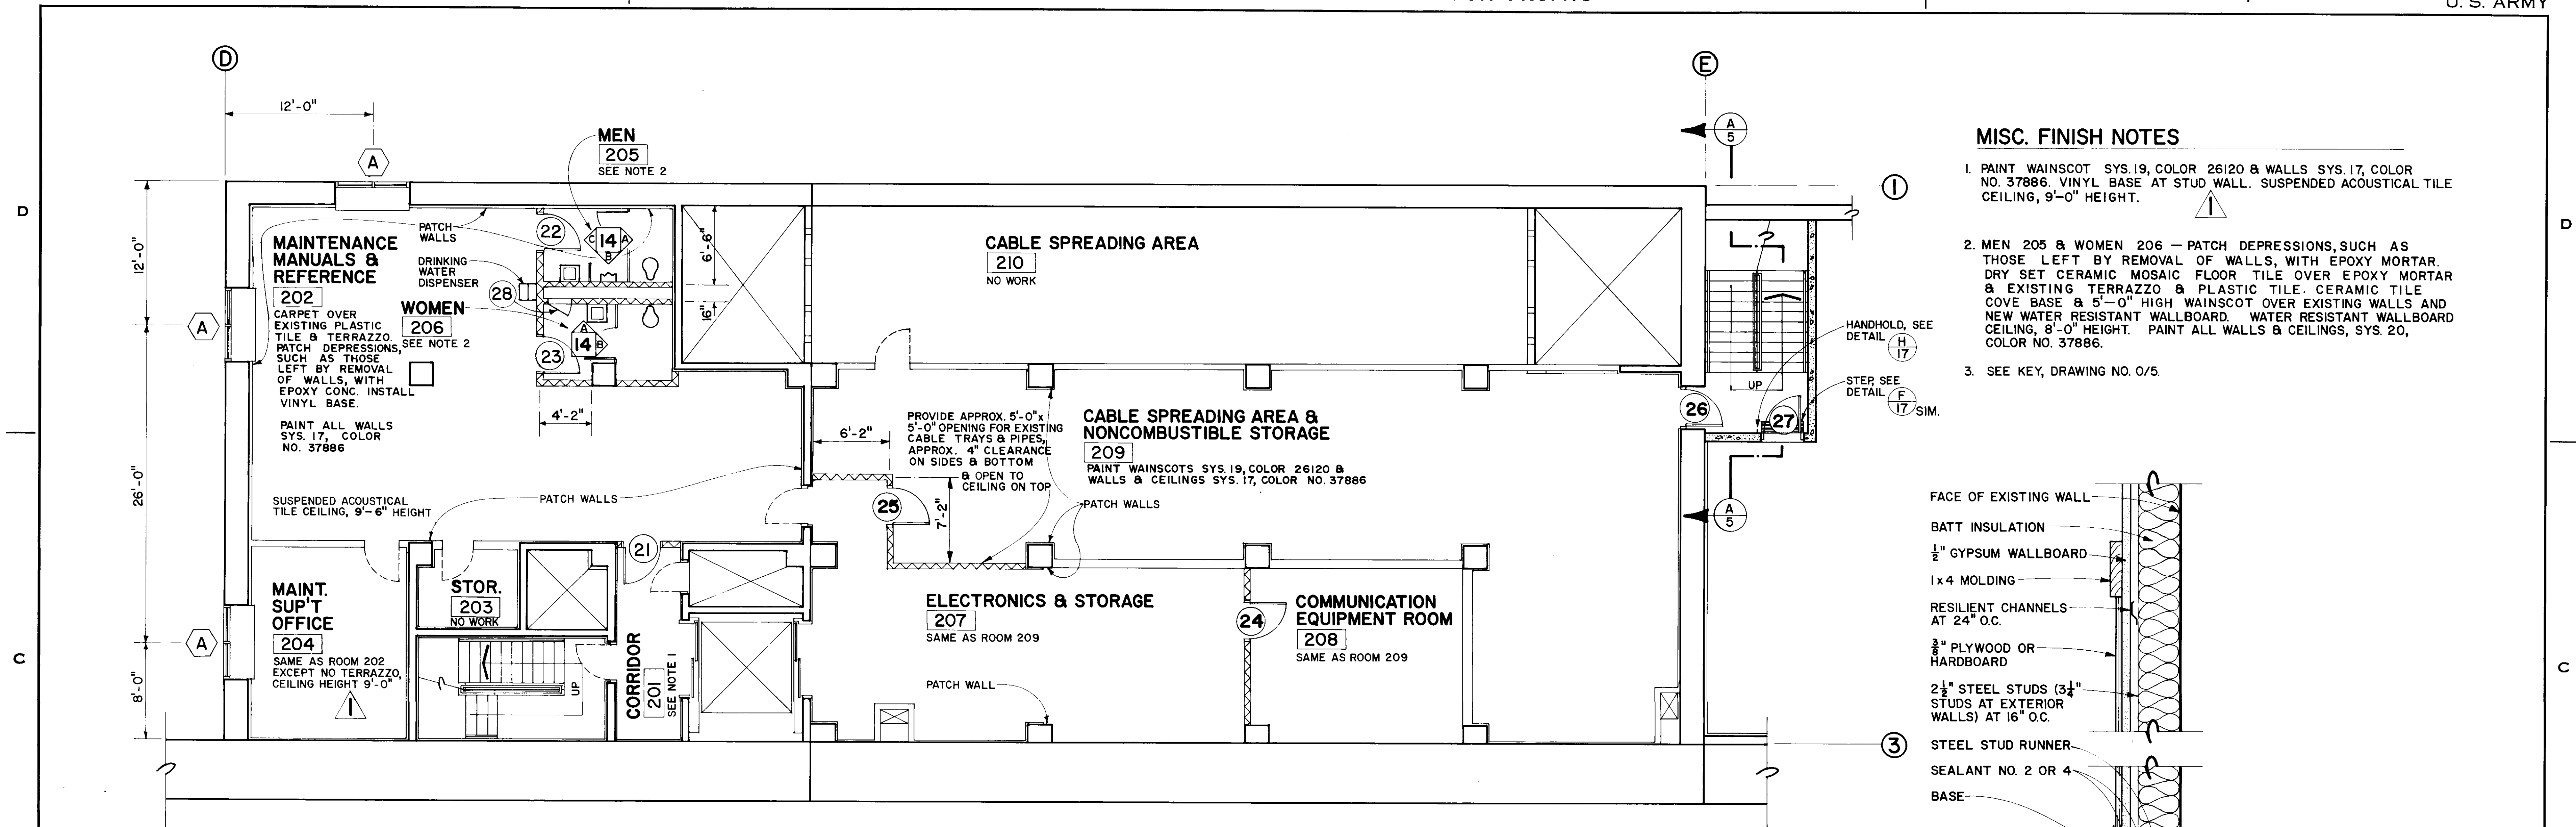 U. S. ARMY
D
E
12'-0"
A
MEN
205
SEE NOTE 2
A
5
MISC. FINISH NOTES
1. PAINT WAINSCOT SYS. 19, COLOR 26120 & WALLS SYS. 17, COLOR
NO. 37886. VINYL BASE AT STUD WALL. SUSPENDED ACOUSTICAL TILE
CEILING, 9'-0" HEIGHT.
1
2. MEN 205 & WOMEN 206 — PATCH DEPRESSIONS, SUCH AS
THOSE LEFT BY REMOVAL OF WALLS, WITH EPOXY MORTAR.
DRY SET CERAMIC MOSAIC FLOOR TILE OVER EPOXY MORTAR
& EXISTING TERRAZZO & PLASTIC TILE. CERAMIC TILE
COVE BASE & 5'-0" HIGH WAINSCOT OVER EXISTING WALLS AND
NEW WATER RESISTANT WALLBOARD. WATER RESISTANT WALLBOARD
CEILING, 8'-0" HEIGHT. PAINT ALL WALLS & CEILINGS, SYS. 20,
COLOR NO. 37886.
3. SEE KEY, DRAWING NO. 0/5.
1
D
D
12'-0"
PATCH
WALLS
22
C 14 A
B
6'-6"
MAINTENANCE
MANUALS &
REFERENCE
202
CARPET OVER
EXISTING PLASTIC
TILE & TERRAZZO.
PATCH DEPRESSIONS,
SUCH AS THOSE
LEFT BY REMOVAL
OF WALLS, WITH
EPOXY CONC. INSTALL
VINYL BASE.
PAINT ALL WALLS
SYS. 17, COLOR
NO. 37886
SUSPENDED ACOUSTICAL
TILE CEILING, 9'-6" HEIGHT
DRINKING
WATER
DISPENSER
28
WOMEN
206
SEE NOTE 2
16"
A
14 B
23
4'-2"
A
26'-0"
CABLE SPREADING AREA
210
NO WORK
HANDHOLD, SEE
DETAIL
H
17
STEP, SEE
DETAIL
F
17
SIM.
UP
26
27
A
5
6'-2"
PROVIDE APPROX. 5'-0" x
5'-0" OPENING FOR EXISTING
CABLE TRAYS & PIPES,
APPROX. 4" CLEARANCE
ON SIDES & BOTTOM
& OPEN TO
CEILING ON TOP
CABLE SPREADING AREA &
NONCOMBUSTIBLE STORAGE
209
PAINT WAINSCOTS SYS. 19, COLOR 26120 &
WALLS & CEILINGS SYS. 17, COLOR NO. 37886
PATCH WALLS
PATCH WALLS
25
7'-2"
21
MAINT.
SUP'T
OFFICE
204
SAME AS ROOM 202
EXCEPT NO TERRAZZO,
CEILING HEIGHT 9'-0"
1
A
8'-0"
STOR.
203
NO WORK
UP
CORRIDOR
201
SEE NOTE 1
ELECTRONICS & STORAGE
207
SAME AS ROOM 209
PATCH WALL
24
COMMUNICATION
EQUIPMENT ROOM
208
SAME AS ROOM 209
3
C
C
FACE OF EXISTING WALL
BATT INSULATION
1/2" GYPSUM WALLBOARD
1x4 MOLDING
RESILIENT CHANNELS
AT 24" O.C.
3/8" PLYWOOD OR
HARDBOARD
2 1/2" STEEL STUDS (3 1/4"
STUDS AT EXTERIOR
WALLS) AT 16" O.C.
STEEL STUD RUNNER
SEALANT NO. 2 OR 4
BASE